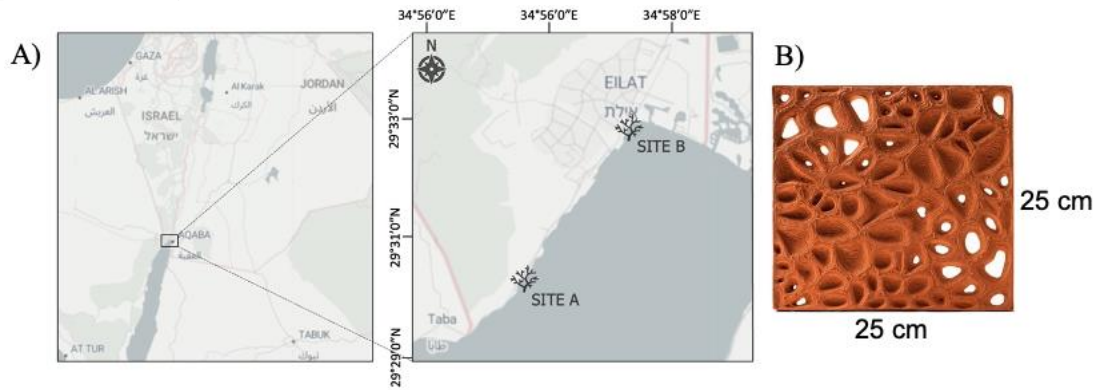 A)
GAZA
غزة
AL'ARISH
العريش
Al Karak
الكرك
JORDAN
الأردن
ISRAEL
ישראל
AQABA
العقبة
TABUK
تبوك
AT TUR
34°56'0"E
34°56'0"E
34°58'0"E
29°33'0"N
29°31'0"N
29°29'0"N
N
EILAT
אילת
SITE B
SITE A
Taba
طابا
B)
25 cm
25 cm